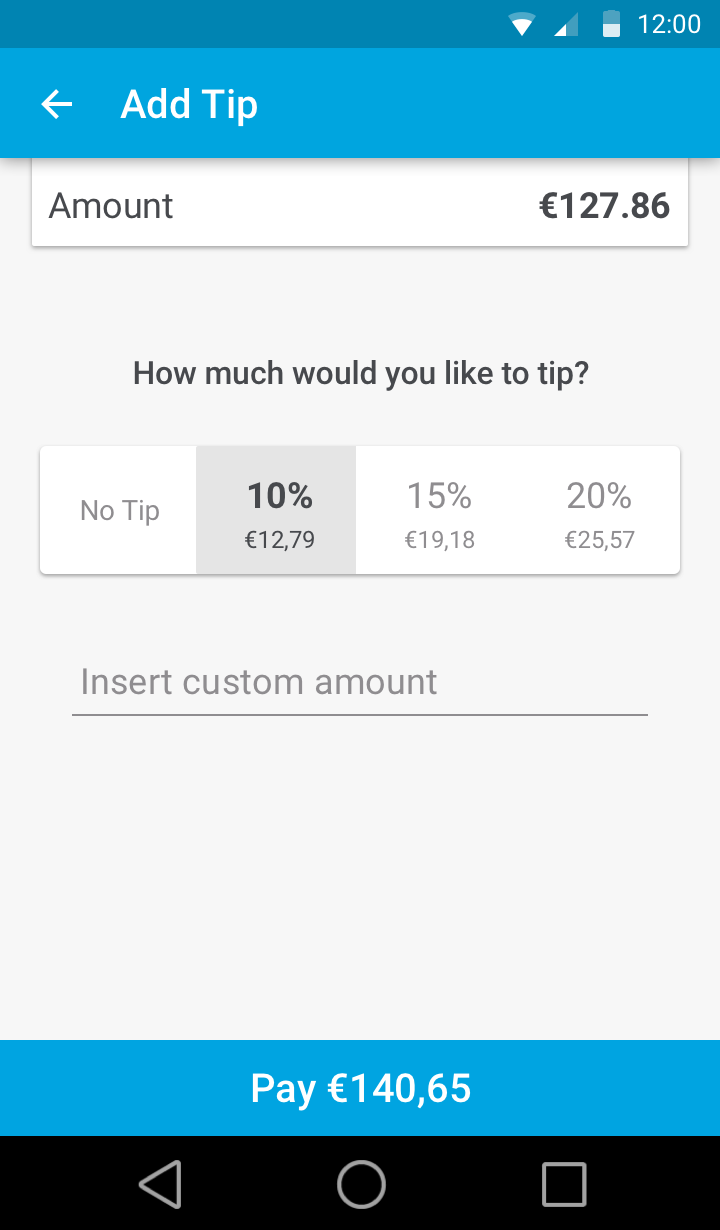 12:00
Add Tip
Amount €127.86
How much would you like to tip?
No Tip 10% 15% 20%
€12,79 €19,18 €25,57
Insert custom amount
Pay €140,65